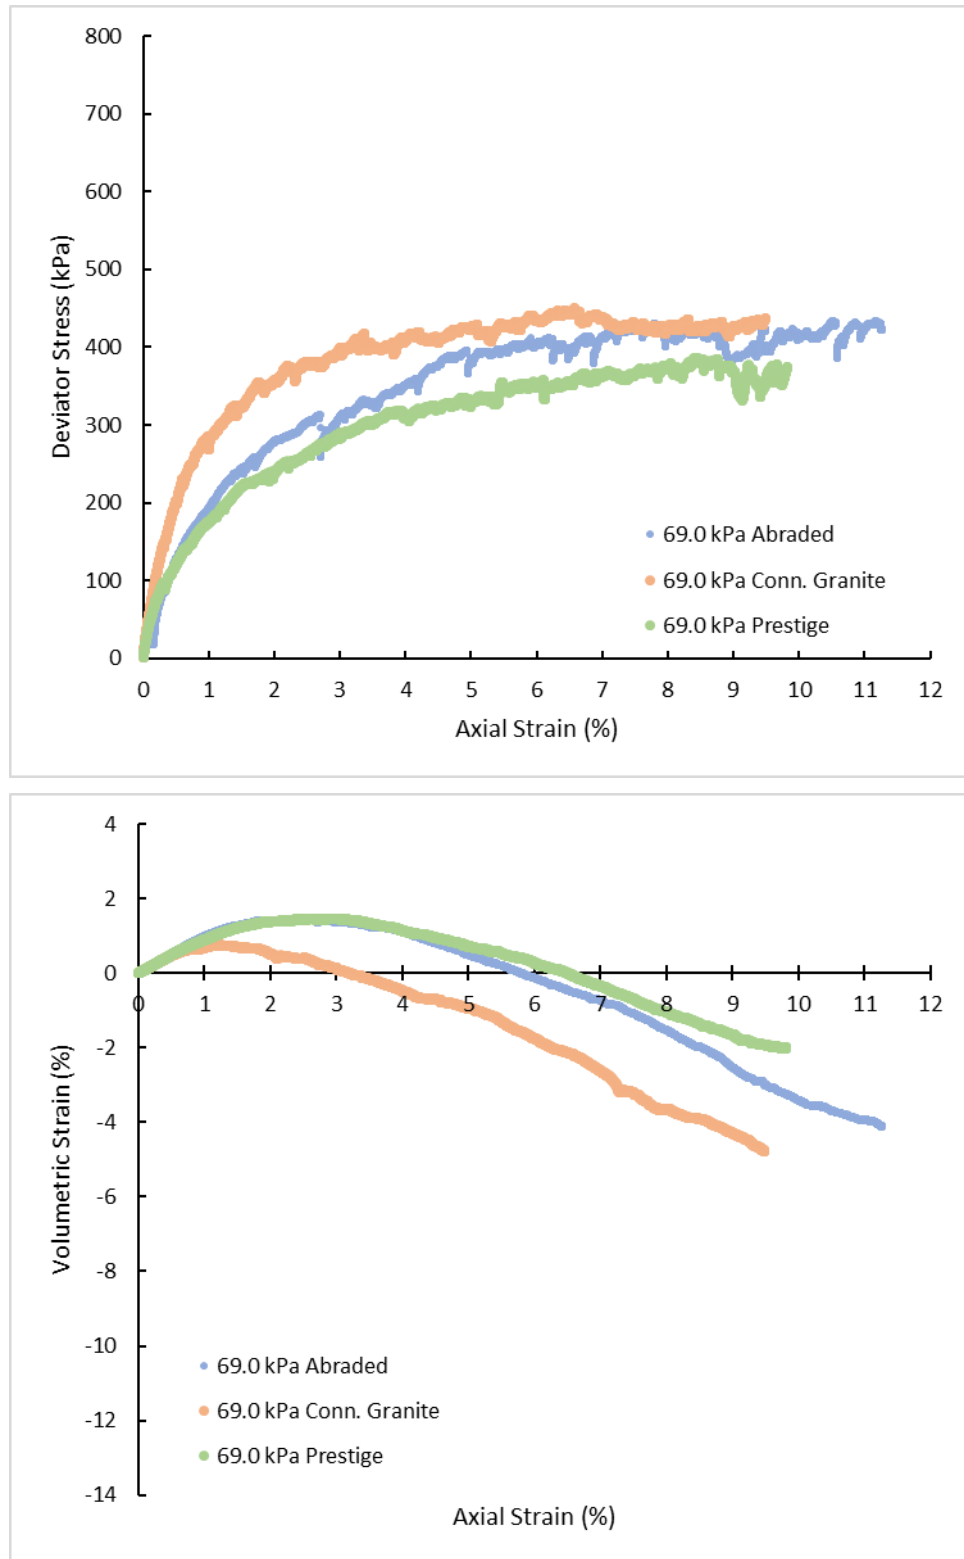 800
700
600
500
400
300
200
100
0
Deviator Stress (kPa)
69.0 kPa Abraded
69.0 kPa Conn. Granite
69.0 kPa Prestige
0 1 2 3 4 5 6 7 8 9 10 11 12
Axial Strain (%)
4
2
0
0 1 2 3 4 5 6 7 8 9 10 11 12
-2
-4
-6
-8
-10
-12
-14
Volumetric Strain (%)
69.0 kPa Abraded
69.0 kPa Conn. Granite
69.0 kPa Prestige
Axial Strain (%)